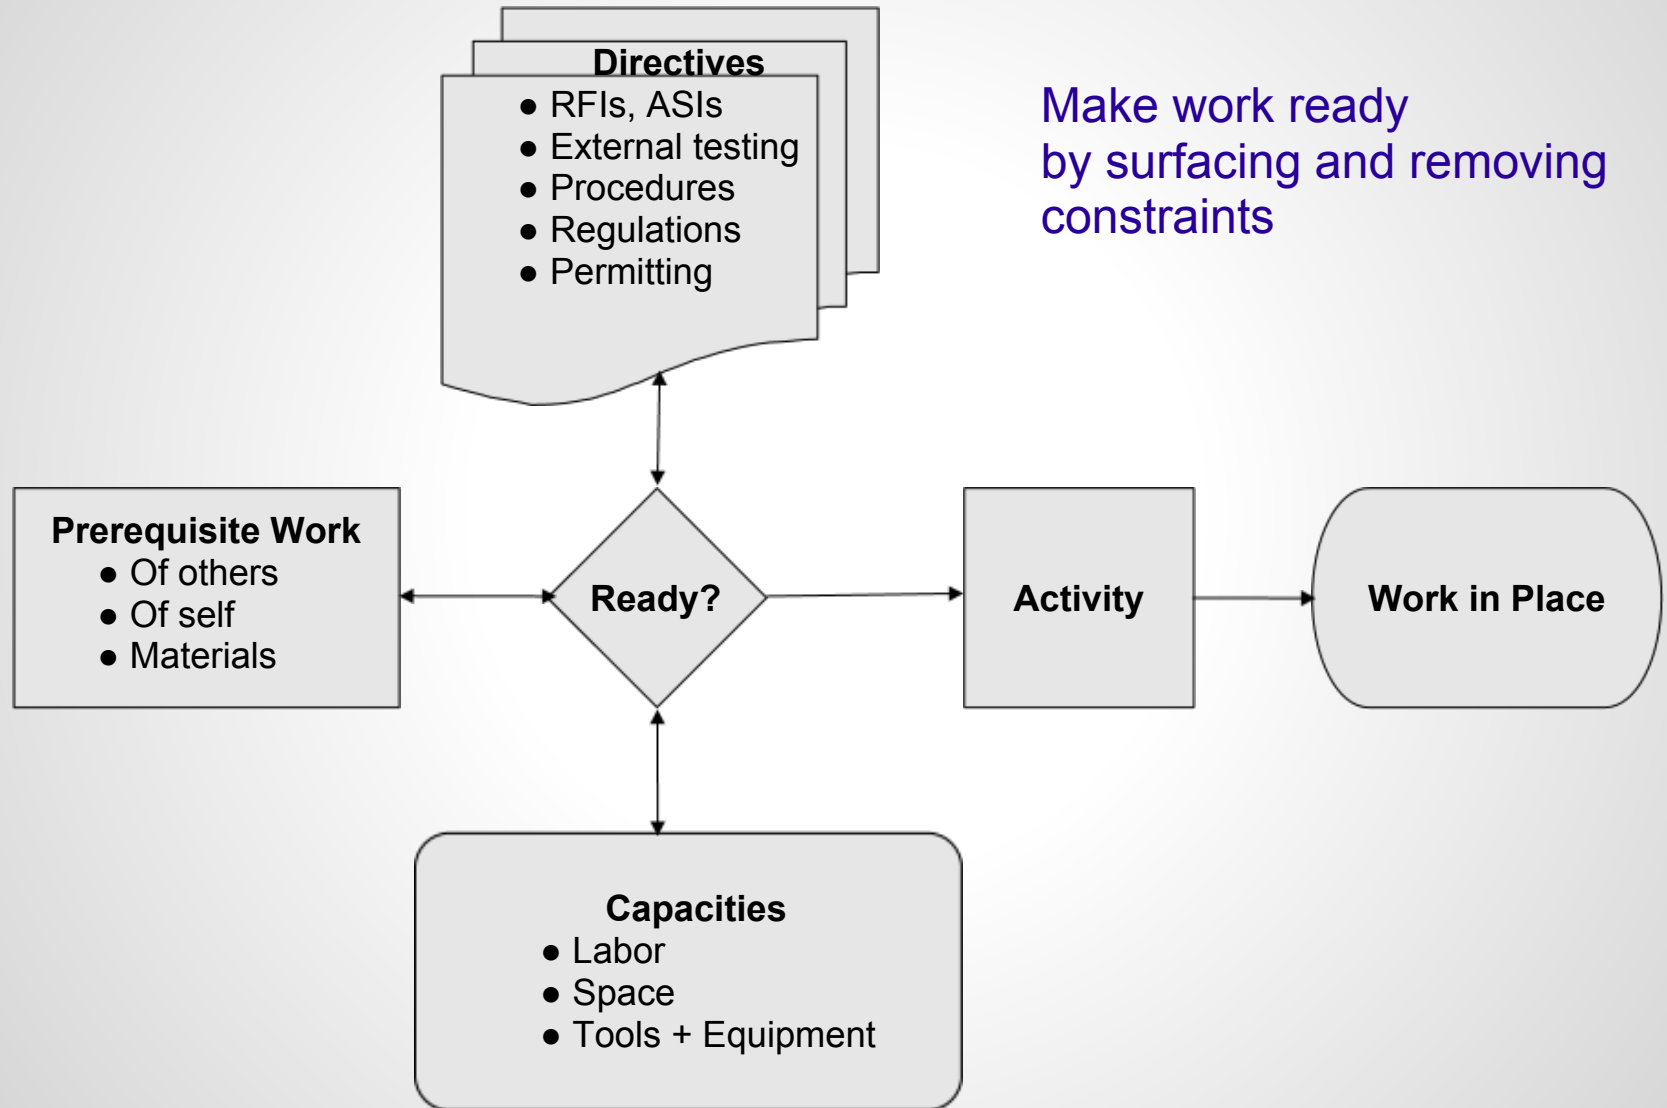 Directives
● RFIs, ASIs
● External testing
● Procedures
● Regulations
● Permitting
Make work ready
by surfacing and removing
constraints
Prerequisite Work
● Of others
● Of self
● Materials
Ready?
Activity
Work in Place
Capacities
● Labor
● Space
● Tools + Equipment